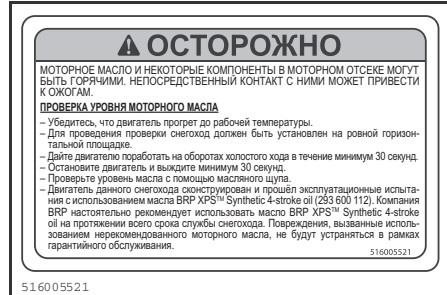 ОСТОРОЖНО
МОТОРНОЕ МАСЛО И НЕКОТОРЫЕ КОМПОНЕНТЫ В МОТОРНОМ ОТСЕКЕ МОГУТ
БЫТЬ ГОРЯЧИМИ. НЕПОСРЕДСТВЕННЫЙ КОНТАКТ С НИМИ МОЖЕТ ПРИВЕСТИ
К ОЖОГАМ.
ПРОВЕРКА УРОВНЯ МОТОРНОГО МАСЛА
– Убедитесь, что двигатель прогрет до рабочей температуры.
– Для проведения проверки снегоход должен быть установлен на ровной горизон-
тальной площадке.
– Дайте двигателю поработать на оборотах холостого хода в течение минимум 30 секунд.
– Остановите двигатель и выждите минимум 30 секунд.
– Проверьте уровень масла с помощью масляного щупа.
– Двигатель данного снегохода сконструирован и прошёл эксплуатационные испыта-
ния с использованием масла BRP XPS™ Synthetic 4-stroke oil (293 600 112). Компания
BRP настоятельно рекомендует использовать масло BRP XPS™ Synthetic 4-stroke
oil на протяжении всего срока службы снегохода. Повреждения, вызванные исполь-
зованием нерекомендованного моторного масла, не будут устраняться в рамках
гарантийного обслуживания.
516005521
516005521